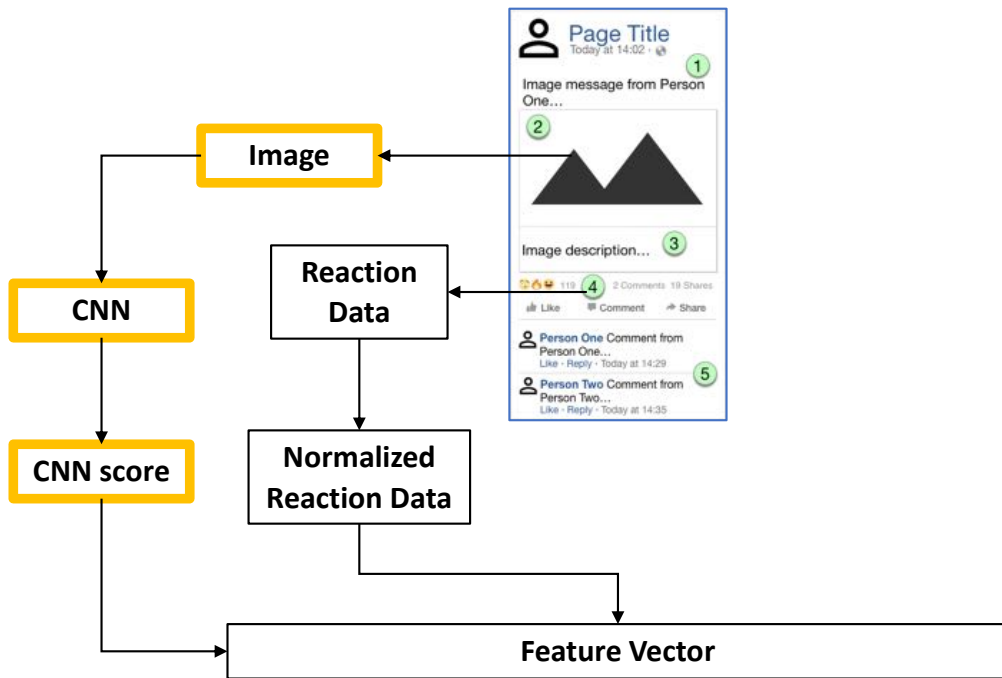 Page Title
Today at 14:02 ·
1
Image message from Person
One…
2
Image
Image description…
3
Reaction
Data
119
4
2 Comments 19 Shares
Like
Comment
Share
CNN
Person One Comment from
Person One…
Like · Reply · Today at 14:29
5
Person Two Comment from
Person Two…
Like · Reply · Today at 14:35
CNN score
Normalized
Reaction Data
Feature Vector